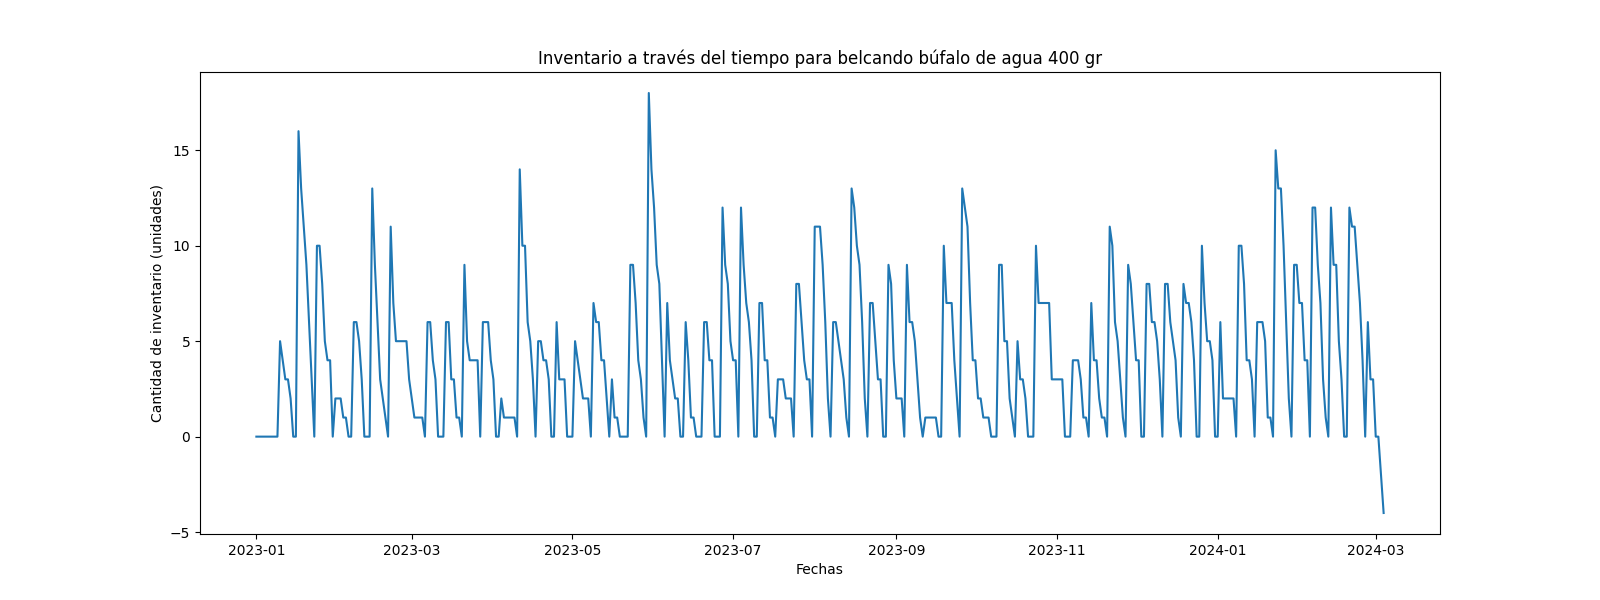 Inventario a través del tiempo para belcando búfalo de agua 400 gr
Cantidad de inventario (unidades)
15
10
5
0
−5
2023-01 2023-03 2023-05 2023-07 2023-09 2023-11 2024-01 2024-03
Fechas